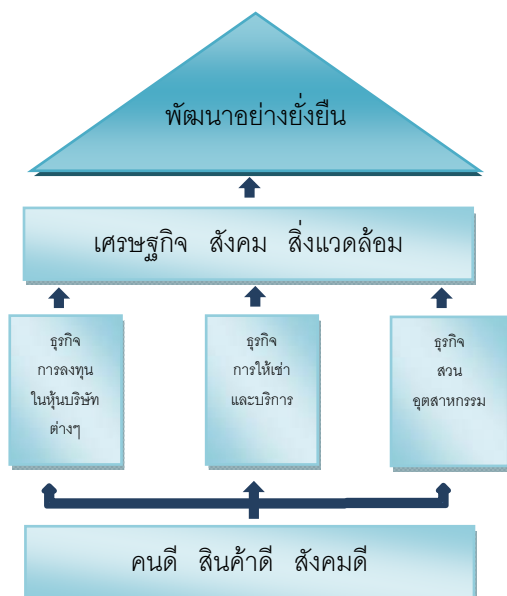 พัฒนาอย่างยั่งยืน
เศรษฐกิจ สังคม สิ่งแวดล้อม
ธุรกิจ
การลงทุน
ในหุ้นบริษัท
ต่างๆ
ธุรกิจ
การให้เช่า
และบริการ
ธุรกิจ
สวน
อุตสาหกรรม
คนดี สินค้าดี สังคมดี